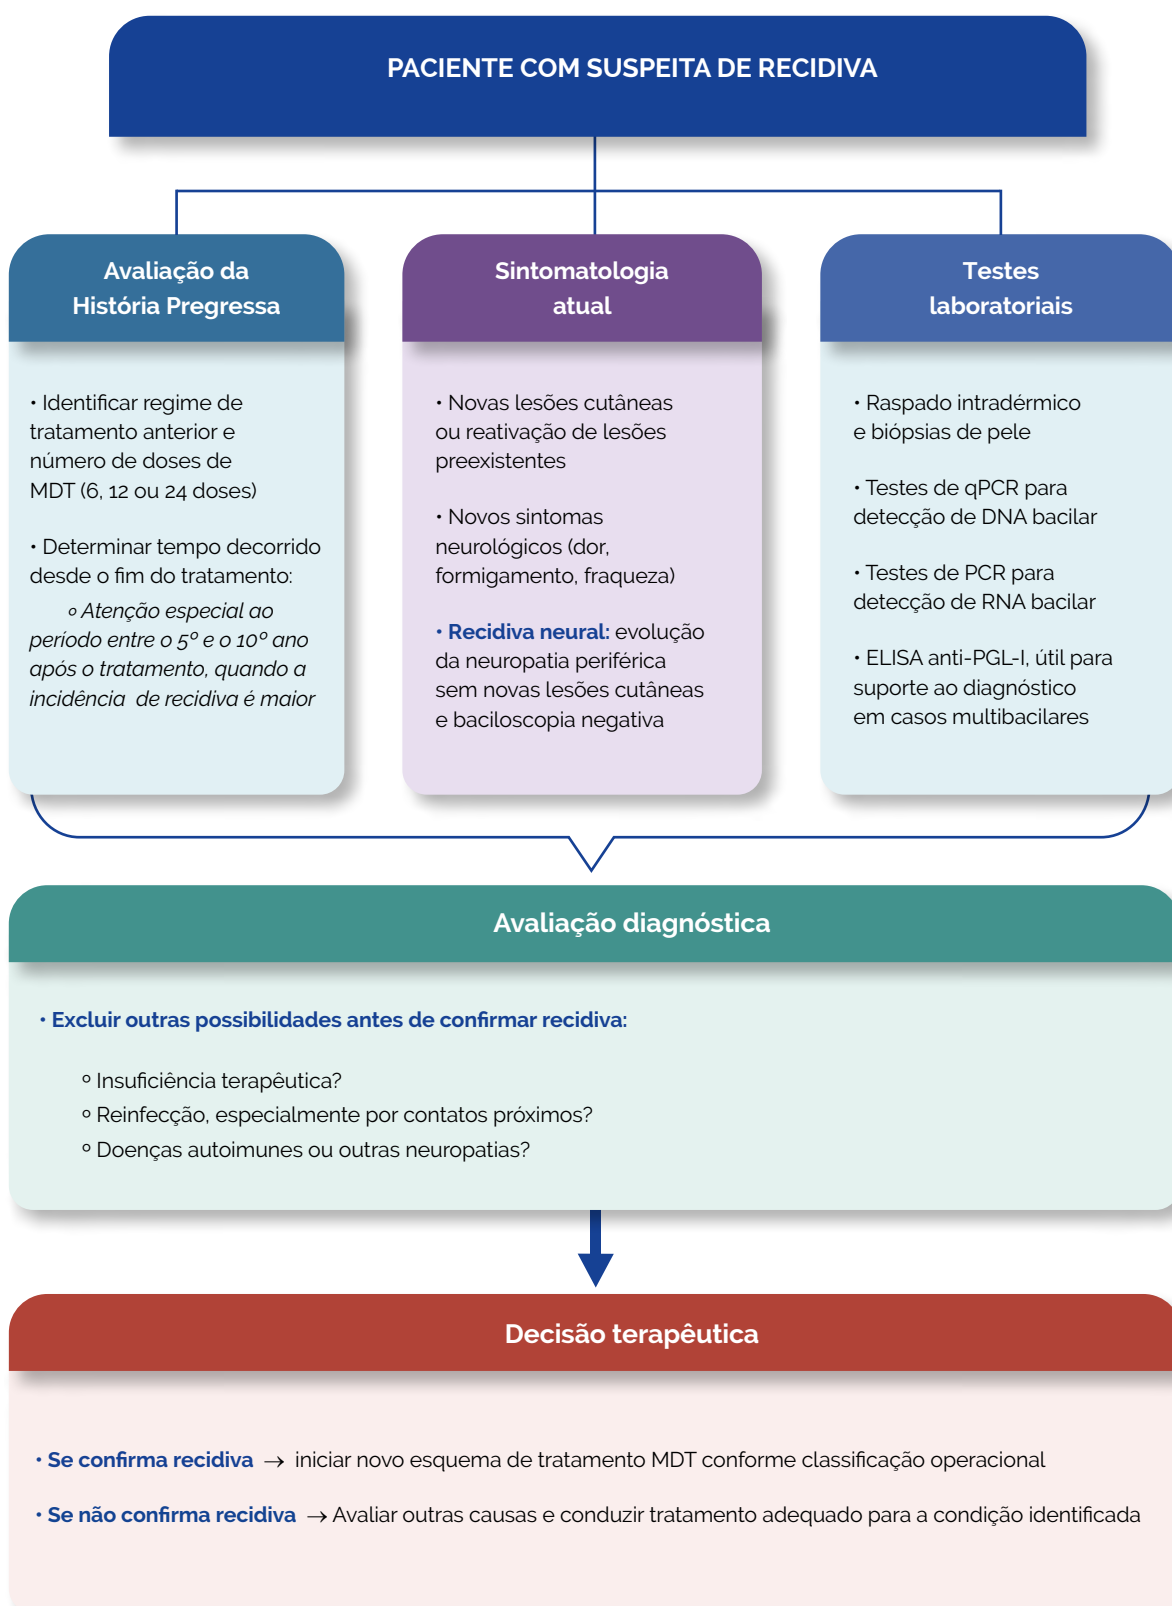 PACIENTE COM SUSPEITA DE RECIDIVA
Avaliação da
História Pregressa
• Identificar regime de
tratamento anterior e
número de doses de
MDT (6, 12 ou 24 doses)
• Determinar tempo decorrido
desde o fim do tratamento:
o Atenção especial ao
período entre o 5º e o 10º ano
após o tratamento, quando a
incidência de recidiva é maior
Sintomatologia
atual
• Novas lesões cutâneas
ou reativação de lesões
preexistentes
• Novos sintomas
neurológicos (dor,
formigamento, fraqueza)
• Recidiva neural: evolução
da neuropatia periférica
sem novas lesões cutâneas
e baciloscopia negativa
Testes
laboratoriais
• Raspado intradérmico
e biópsias de pele
• Testes de qPCR para
detecção de DNA bacilar
• Testes de PCR para
detecção de RNA bacilar
• ELISA anti-PGL-I, útil para
suporte ao diagnóstico
em casos multibacilares
Avaliação diagnóstica
• Excluir outras possibilidades antes de confirmar recidiva:
o Insuficiência terapêutica?
o Reinfecção, especialmente por contatos próximos?
o Doenças autoimunes ou outras neuropatias?
Decisão terapêutica
• Se confirma recidiva → iniciar novo esquema de tratamento MDT conforme classificação operacional
• Se não confirma recidiva → Avaliar outras causas e conduzir tratamento adequado para a condição identificada